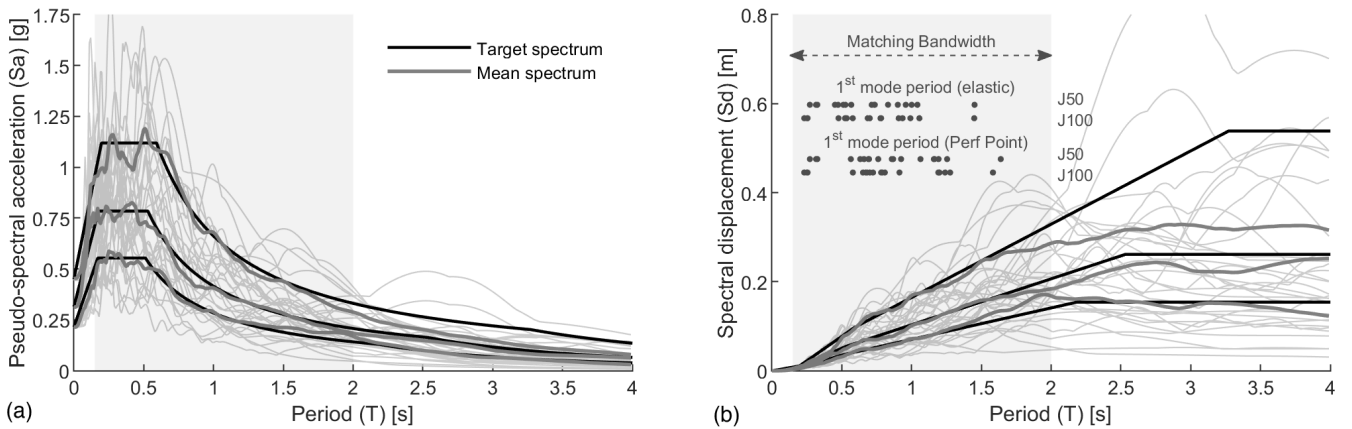 1.75
1.5
1.25
1
0.75
0.5
0.25
0
Pseudo-spectral acceleration (Sa) [g]
Target spectrum
Mean spectrum
0 0.5 1 1.5 2 2.5 3 3.5 4
Period (T) [s]
(a)
0.8
0.6
0.4
0.2
0
Spectral displacement (Sd) [m]
Matching Bandwidth
1st mode period (elastic)
J50
J100
1st mode period (Perf Point)
J50
J100
0 0.5 1 1.5 2 2.5 3 3.5 4
Period (T) [s]
(b)